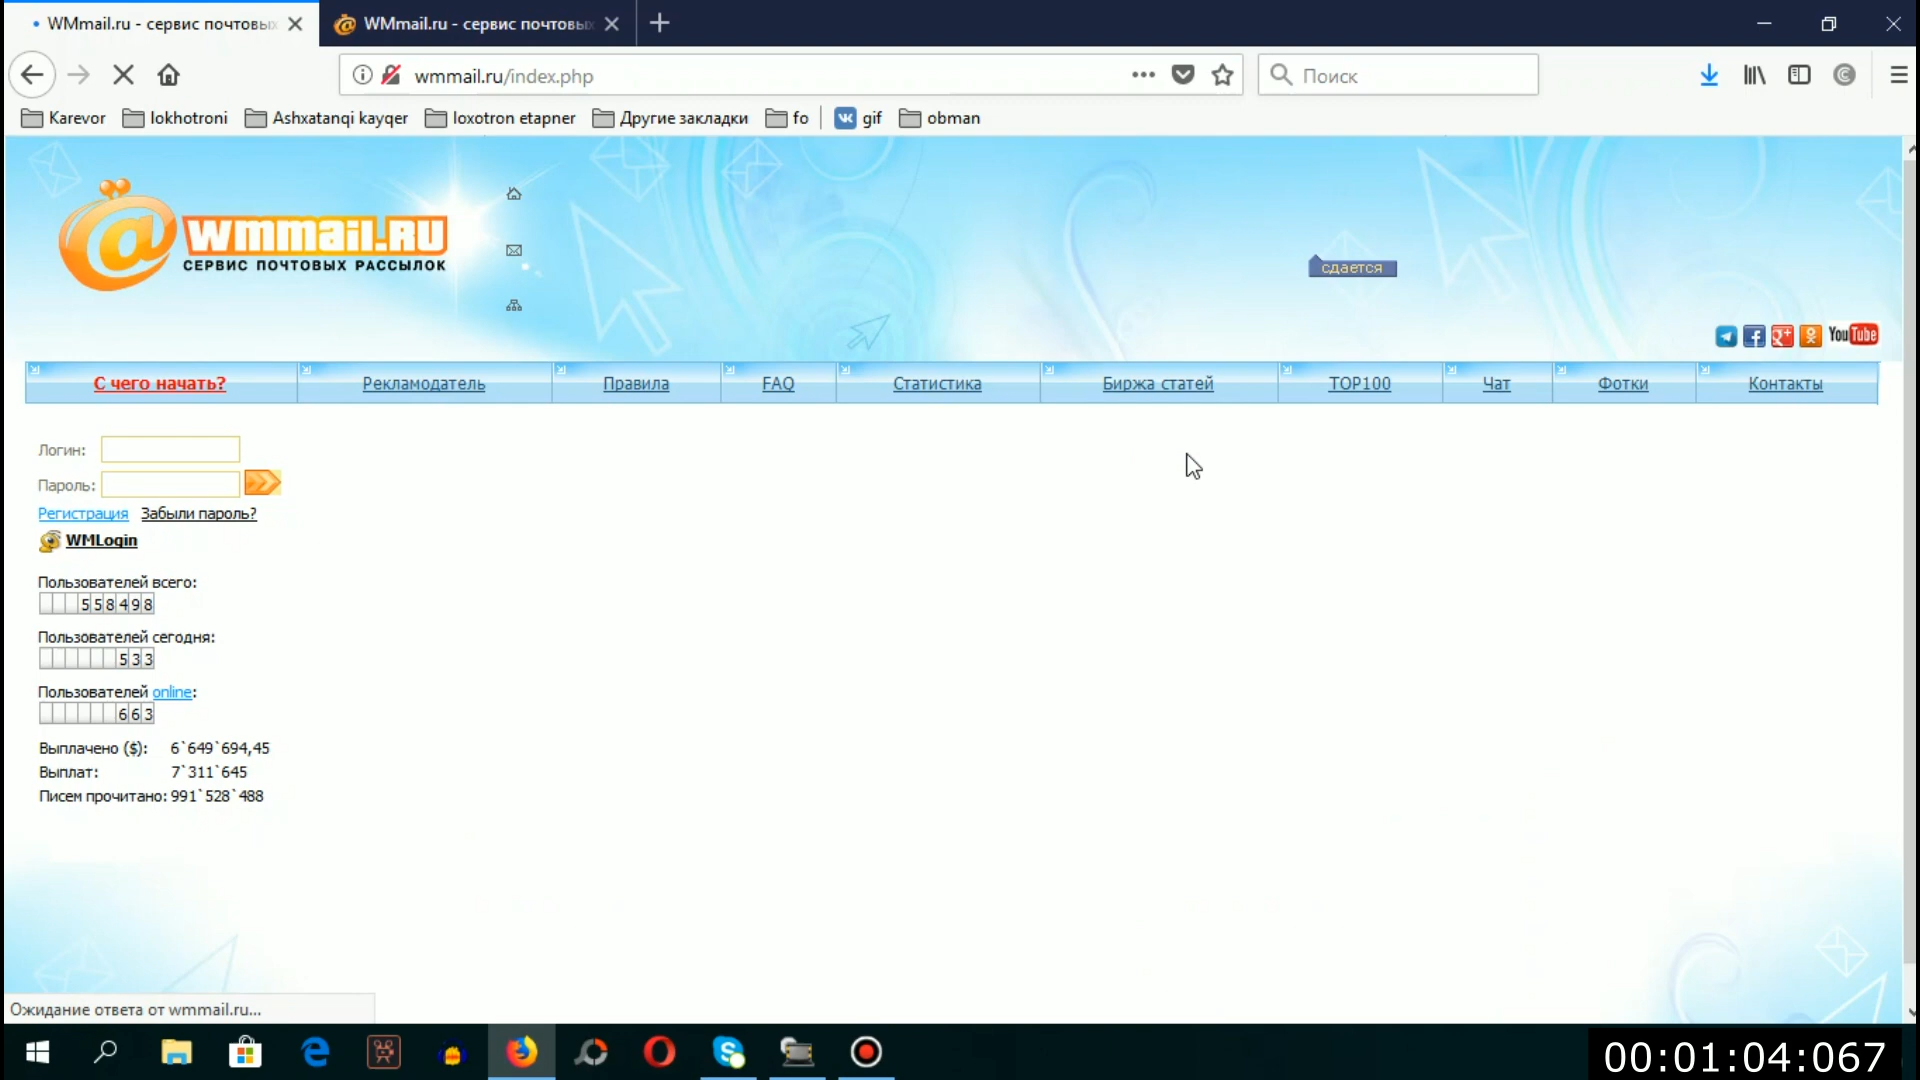 WMmail.ru - сервис почтовых
WMmail.ru - сервис почтовых
wmmail.ru/index.php
Поиск
Karevor
lokhotroni
Ashxatanqi kayqer
loxotron etapner
Другие закладки
fo
gif
obman
@ wmmail.RU
СЕРВИС ПОЧТОВЫХ РАССЫЛОК
сдается
YouTube
С чего начать?
Рекламодатель
Правила
FAQ
Статистика
Биржа статей
TOP100
Чат
Фотки
Контакты
Логин:
Пароль:
Регистрация Забыли пароль?
WMLogin
Пользователей всего:
558498
Пользователей сегодня:
533
Пользователей online:
663
Выплачено ($): 6`649`694,45
Выплат: 7`311`645
Писем прочитано: 991`528`488
Ожидание ответа от wmmail.ru...
00:01:04:067